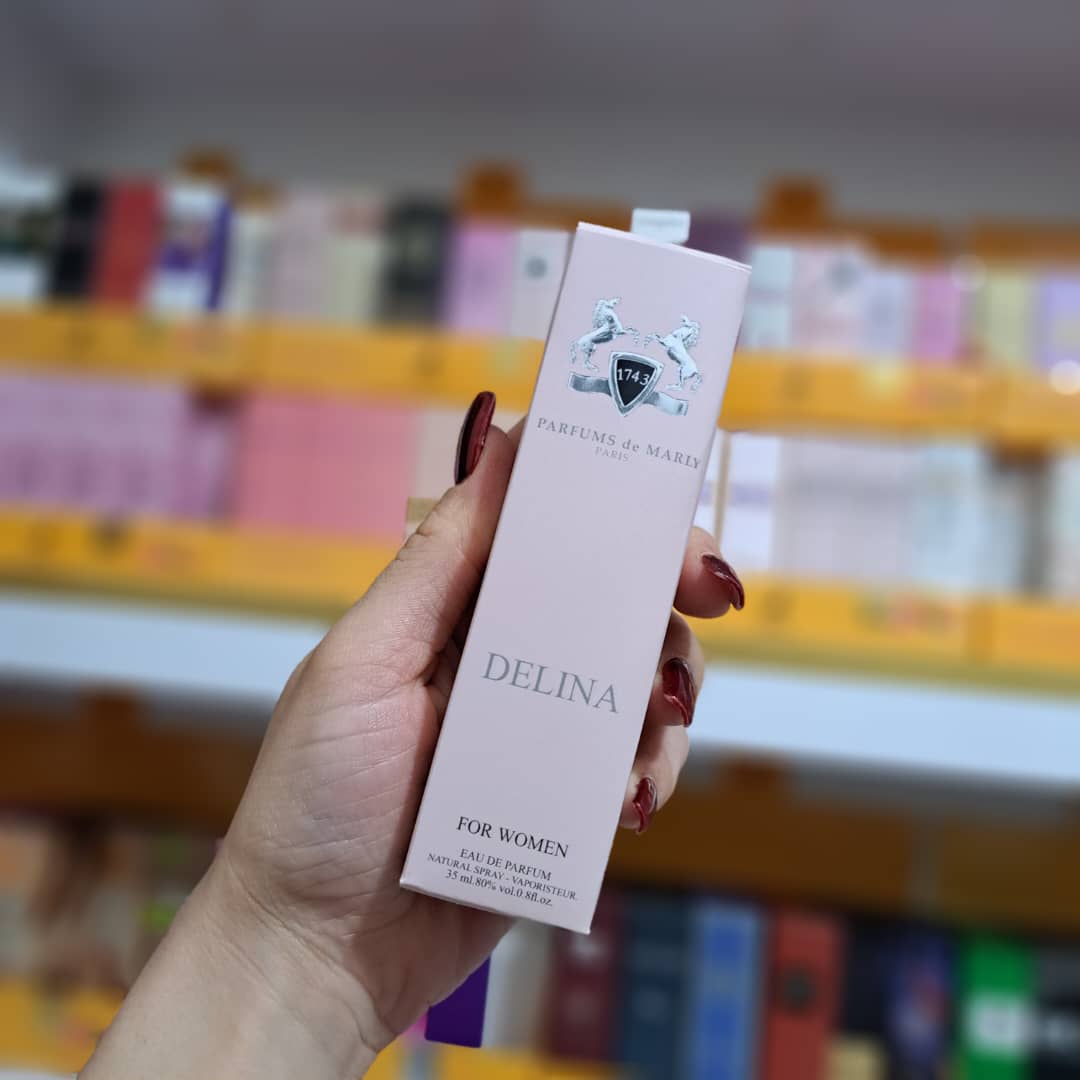 1743
PARFUMS de MARLY
PARIS
DELINA
FOR WOMEN
EAU DE PARFUM
NATURAL SPRAY - VAPORISTEUR.
35 ml.80% vol.0.8fl.oz.